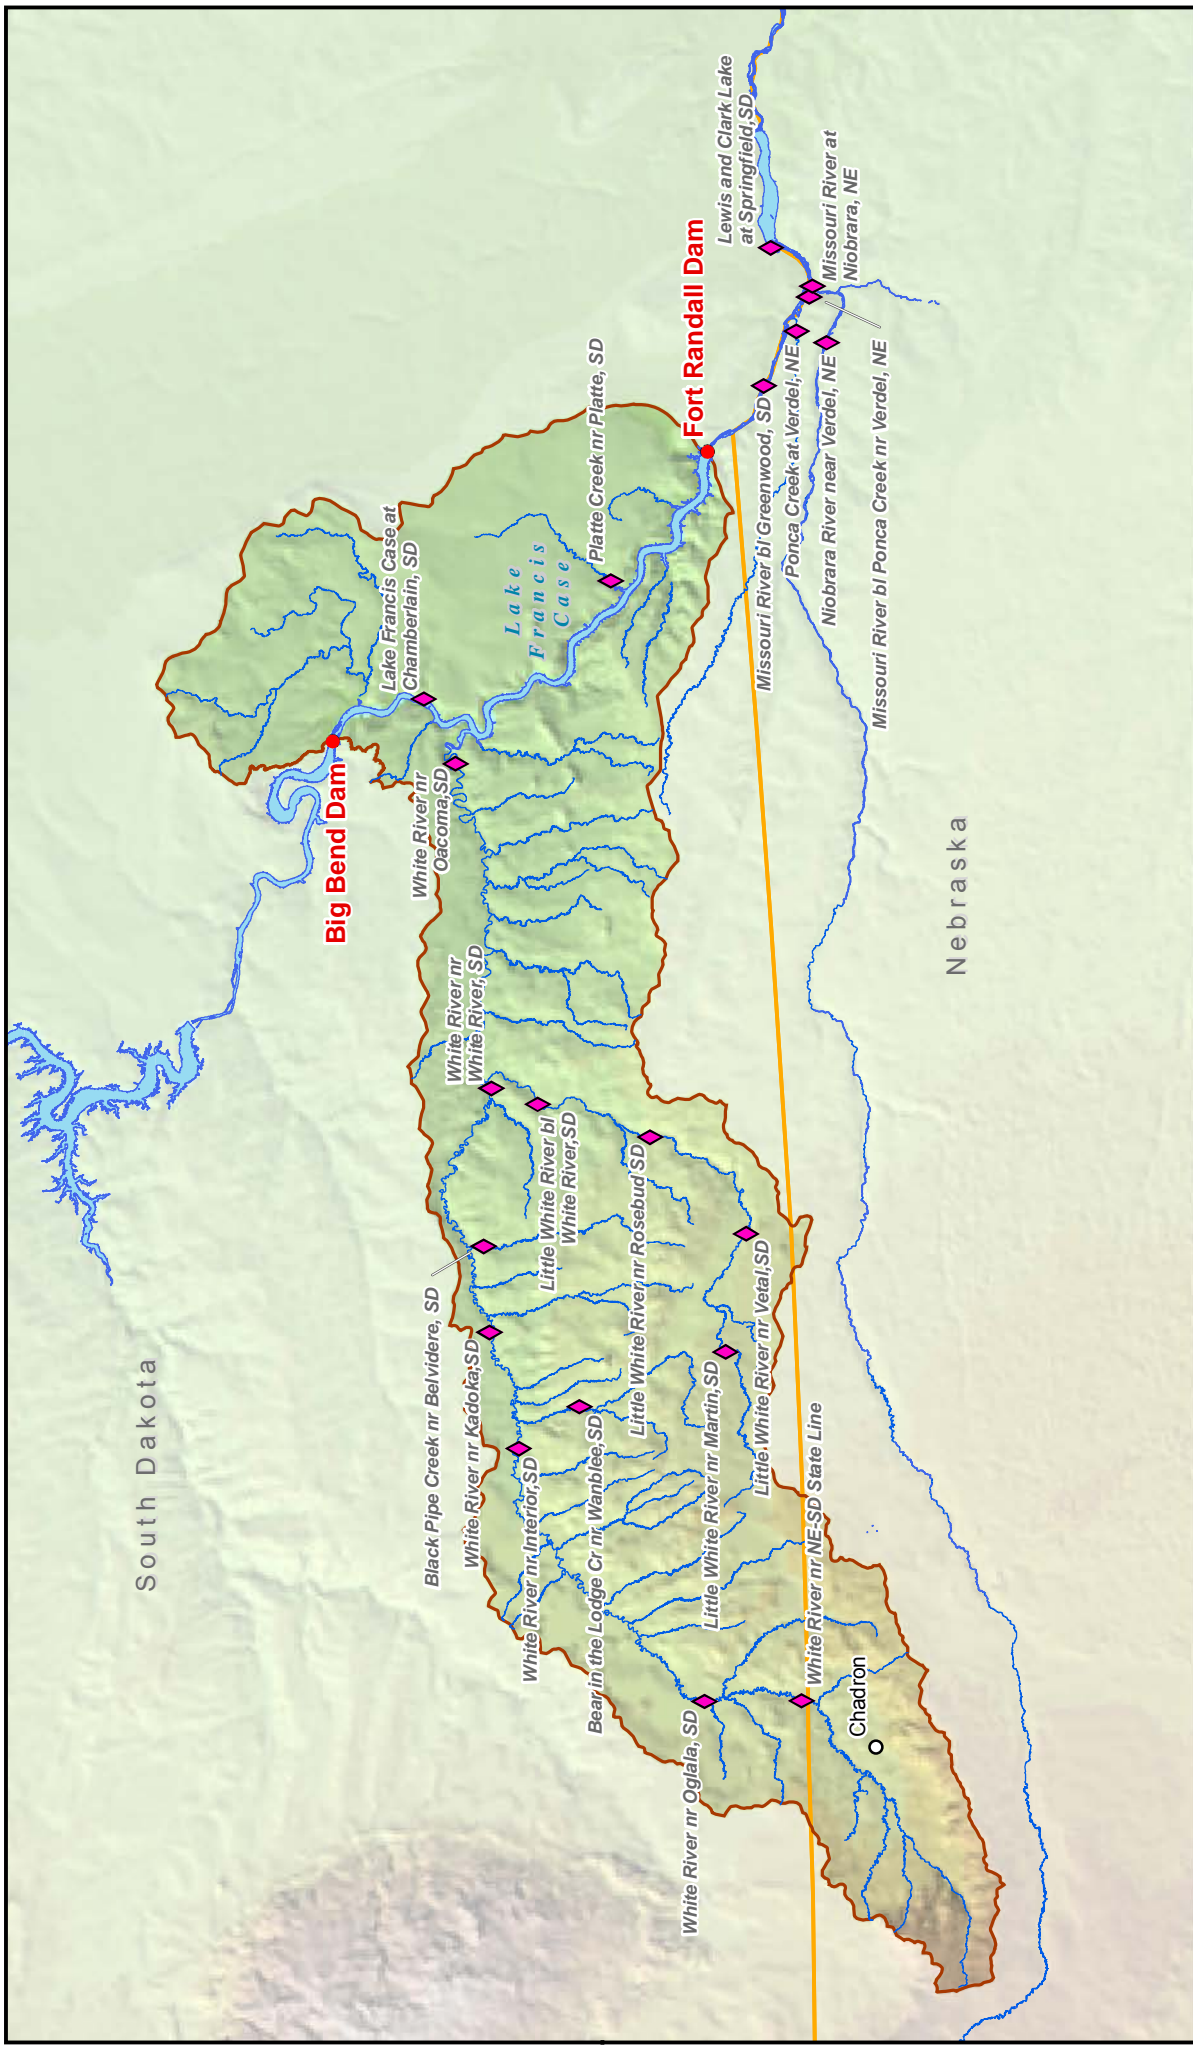 South Dakota
Nebraska
Big Bend Dam
Fort Randall Dam
Lake
Francis
Case
Chadron
Lake Francis Case at
Chamberlain, SD
White River nr
Oacoma,SD
White River nr
White River, SD
Little White River bl
White River,SD
Black Pipe Creek nr Belvidere, SD
White River nr Kadoka,SD
White River nr Interior,SD
Bear in the Lodge Cr nr Wanblee,SD
Little White River nr Rosebud SD
Little White River nr Martin,SD
Little White River nr Vetal,SD
White River nr NE-SD State Line
White River nr Oglala, SD
Platte Creek nr Platte, SD
Lewis and Clark Lake
at Springfield,SD
Missouri River at
Niobrara, NE
Missouri River bl Greenwood, SD
Ponca Creek at Verdel, NE
Niobrara River near Verdel, NE
Missouri River bl Ponca Creek nr Verdel, NE